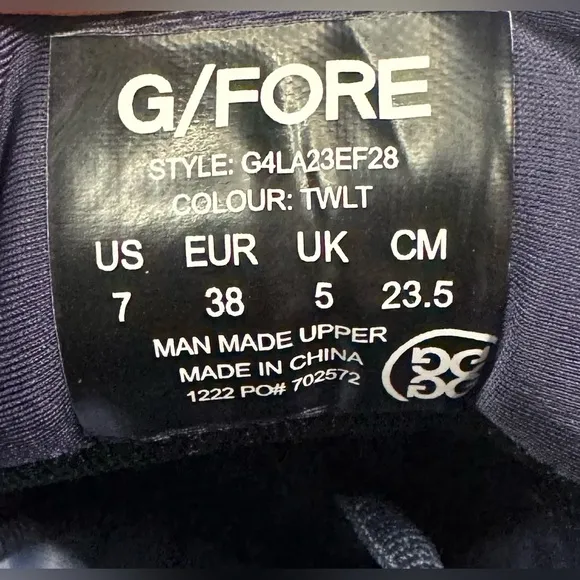 G/FORE
STYLE: G4LA23EF28
COLOUR: TWLT
US EUR UK CM
7 38 5 23.5
MAN MADE UPPER
MADE IN CHINA
1222 PO# 702572